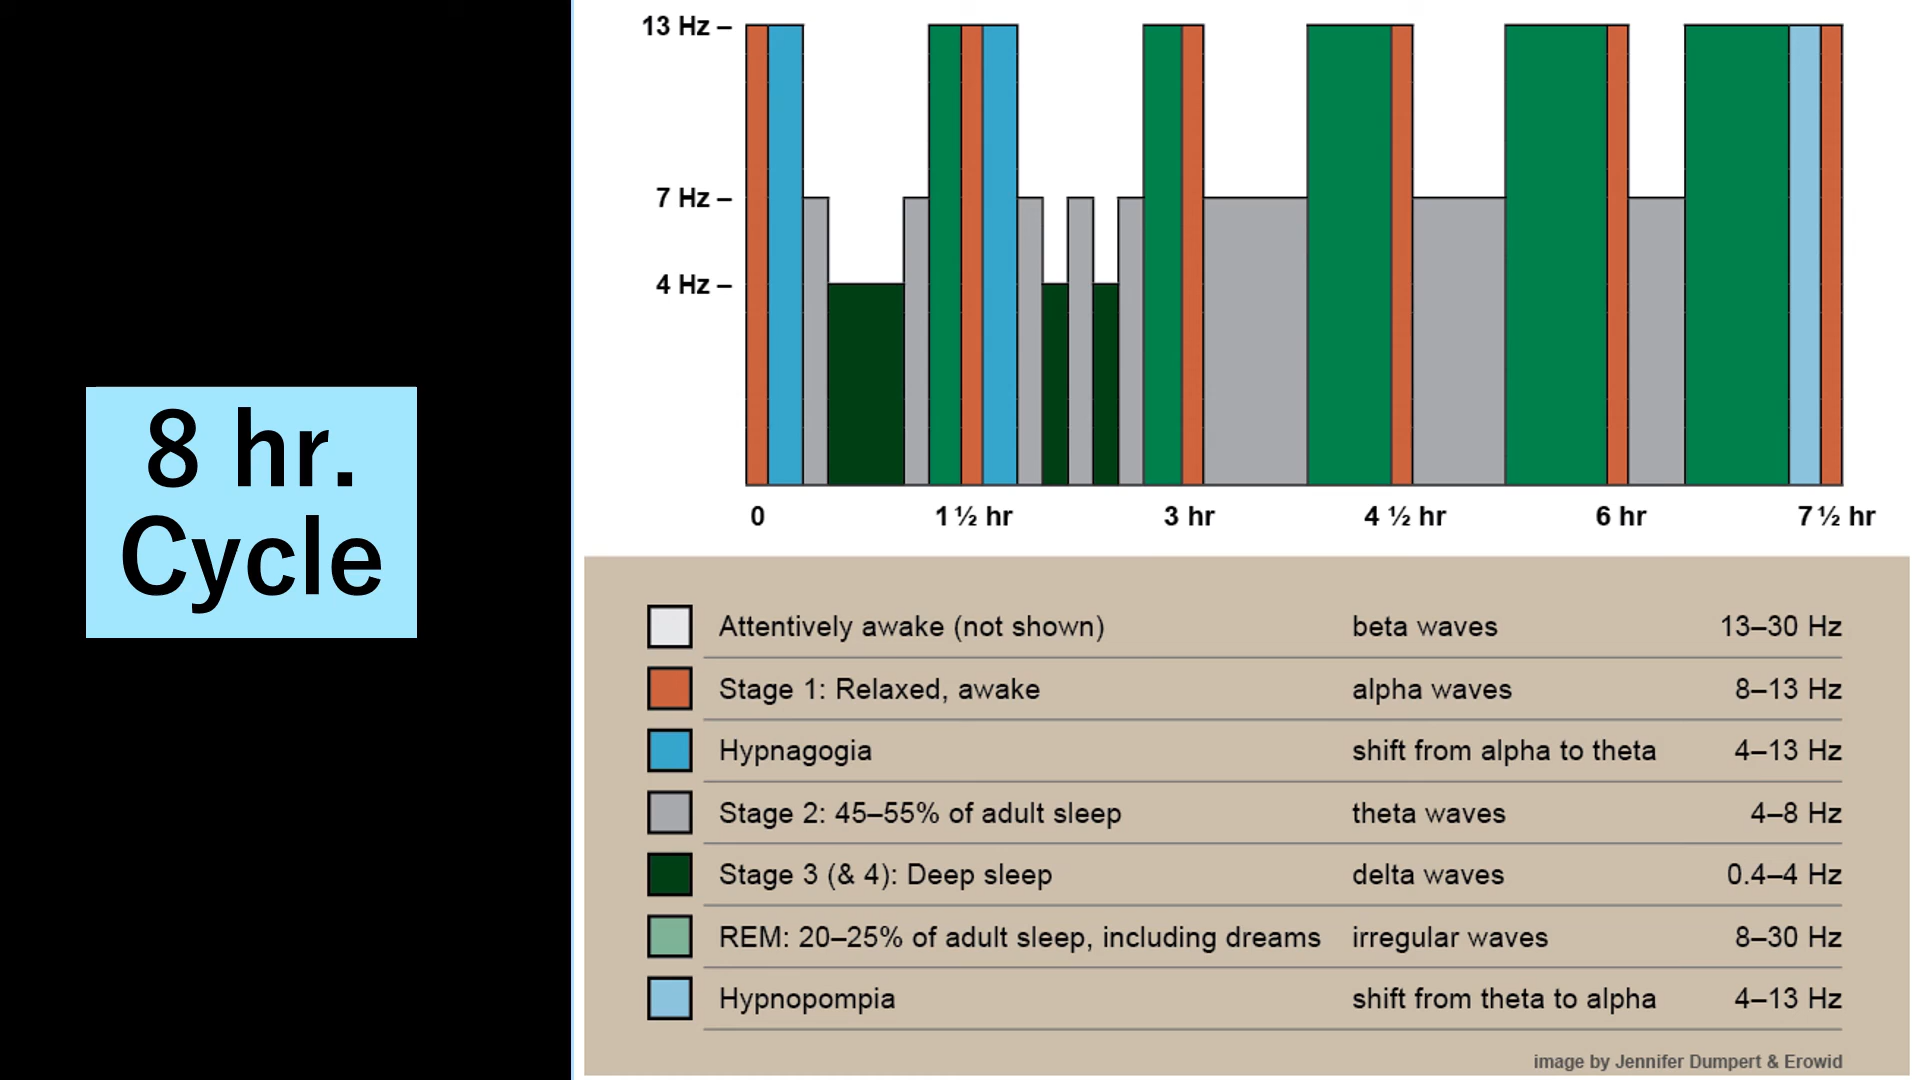 8 hr.
Cycle
13 Hz –
7 Hz –
4 Hz –
0 1 ½ hr 3 hr 4 ½ hr 6 hr 7 ½ hr
Attentively awake (not shown) beta waves 13–30 Hz
Stage 1: Relaxed, awake alpha waves 8–13 Hz
Hypnagogia shift from alpha to theta 4–13 Hz
Stage 2: 45–55% of adult sleep theta waves 4–8 Hz
Stage 3 (& 4): Deep sleep delta waves 0.4–4 Hz
REM: 20–25% of adult sleep, including dreams irregular waves 8–30 Hz
Hypnopompia shift from theta to alpha 4–13 Hz
image by Jennifer Dumpert & Erowid